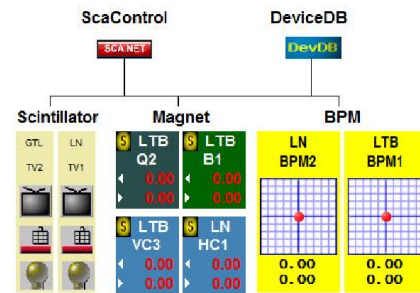 ScaControl DeviceDB
SCA.NET DevDB
Scintillator Magnet BPM
GTL LN
TV2 TV1
S LTB
Q2
0.00
0.00
S LTB
B1
0.00
0.00
S LTB
VC3
0.00
0.00
S LN
HC1
0.00
0.00
LN
BPM2
0.00
0.00
LTB
BPM1
0.00
0.00